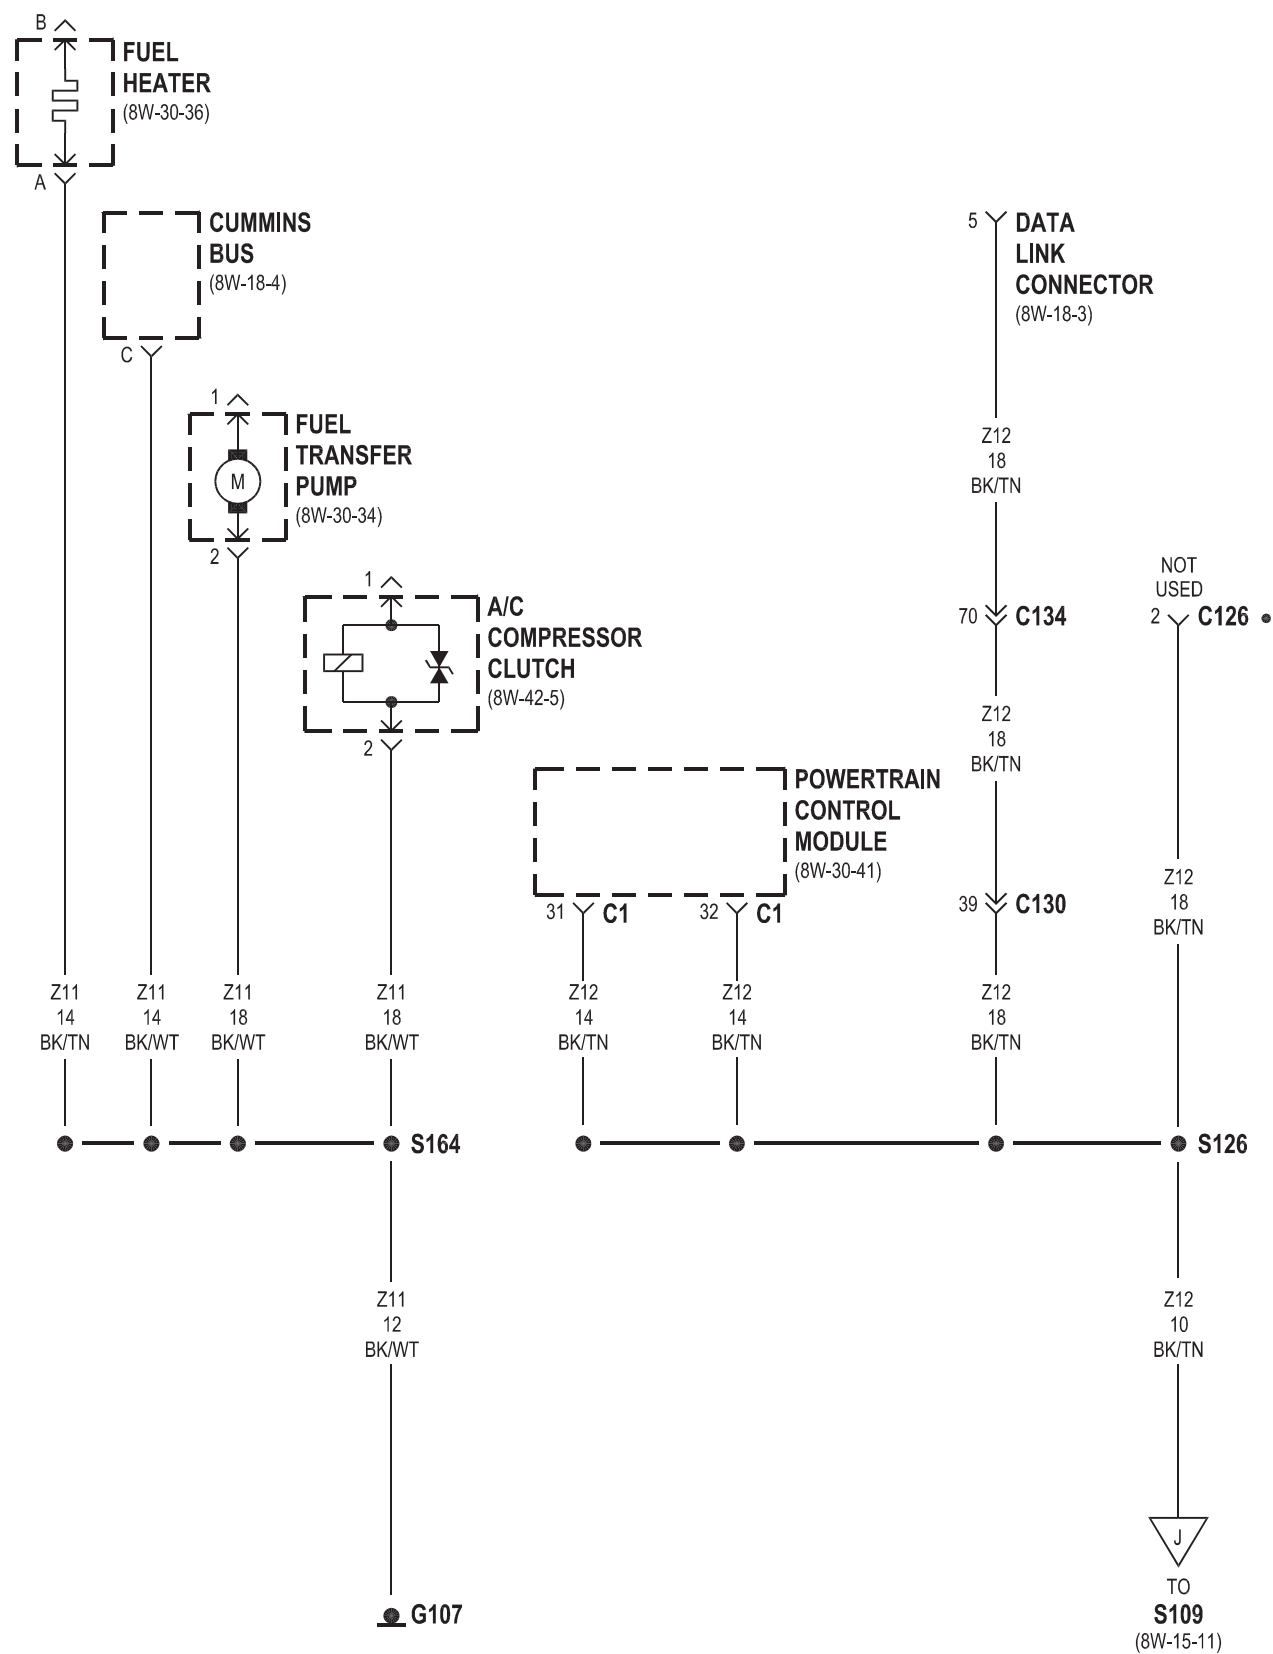 B
FUEL
HEATER
(8W-30-36)
A
CUMMINS
BUS
(8W-18-4)
C
5
DATA
LINK
CONNECTOR
(8W-18-3)
1
FUEL
TRANSFER
PUMP
(8W-30-34)
M
2
Z12
18
BK/TN
1
A/C
COMPRESSOR
CLUTCH
(8W-42-5)
2
70 C134
NOT
USED
2 C126
Z12
18
BK/TN
POWERTRAIN
CONTROL
MODULE
(8W-30-41)
31 C1
32 C1
39 C130
Z12
18
BK/TN
Z11
14
BK/TN
Z11
14
BK/WT
Z11
18
BK/WT
Z11
18
BK/WT
Z12
14
BK/TN
Z12
14
BK/TN
Z12
18
BK/TN
S164
S126
Z11
12
BK/WT
Z12
10
BK/TN
J
TO
S109
(8W-15-11)
G107